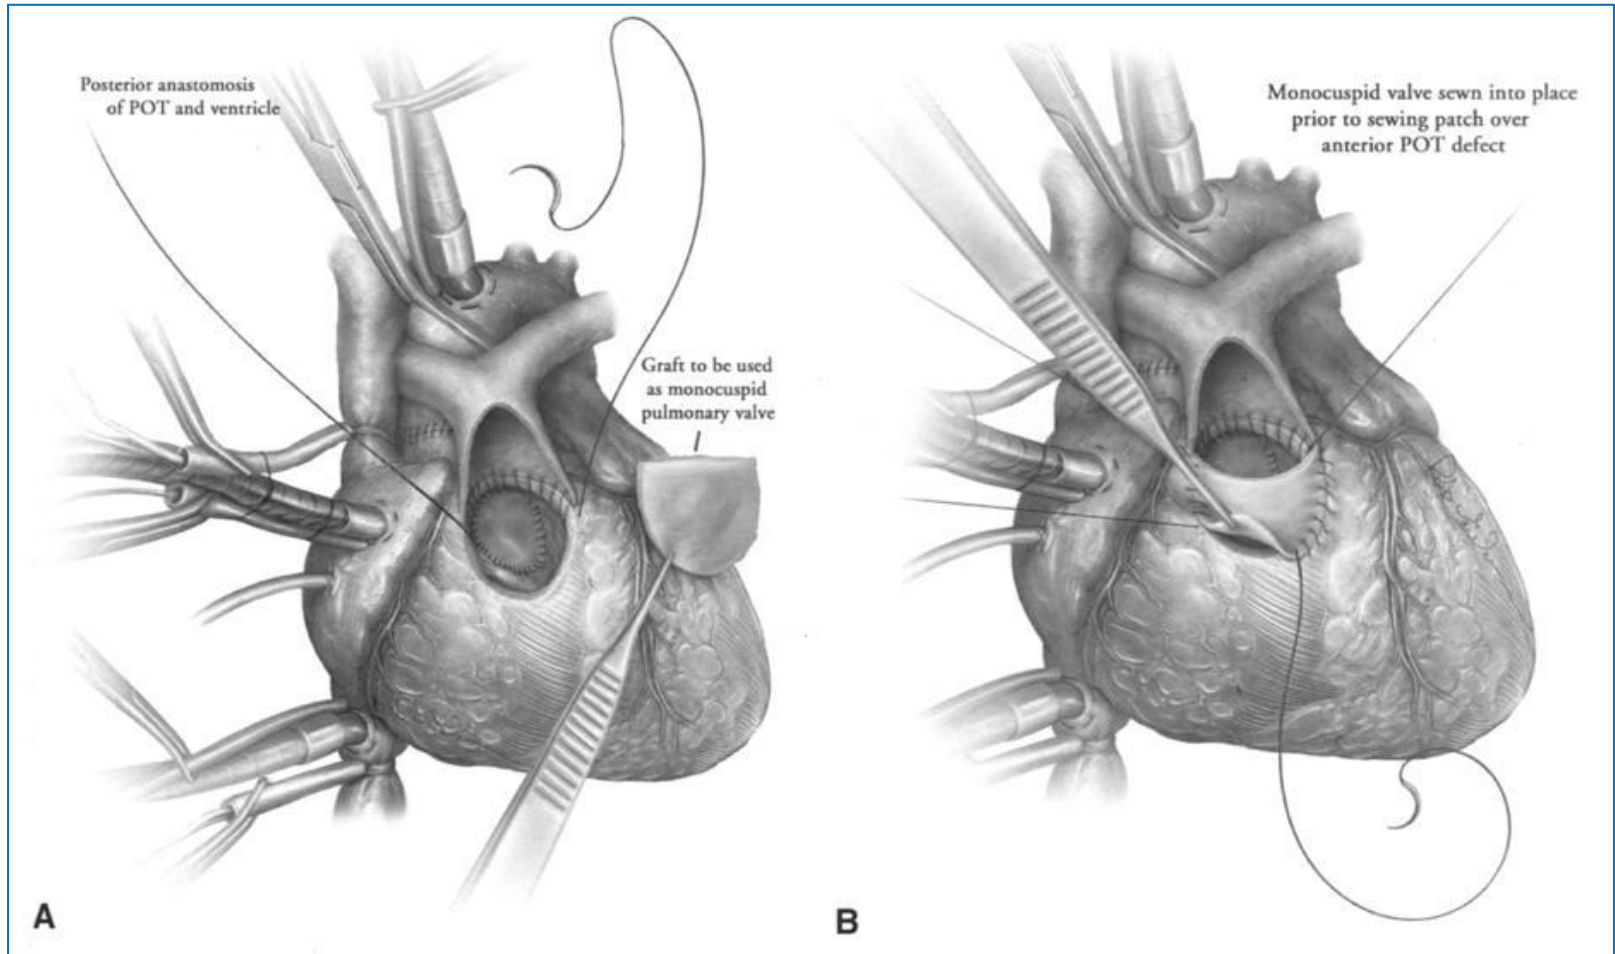 Posterior anastomosis
of POT and ventricle
Graft to be used
as monocuspid
pulmonary valve
A
Monocuspid valve sewn into place
prior to sewing patch over
anterior POT defect
B